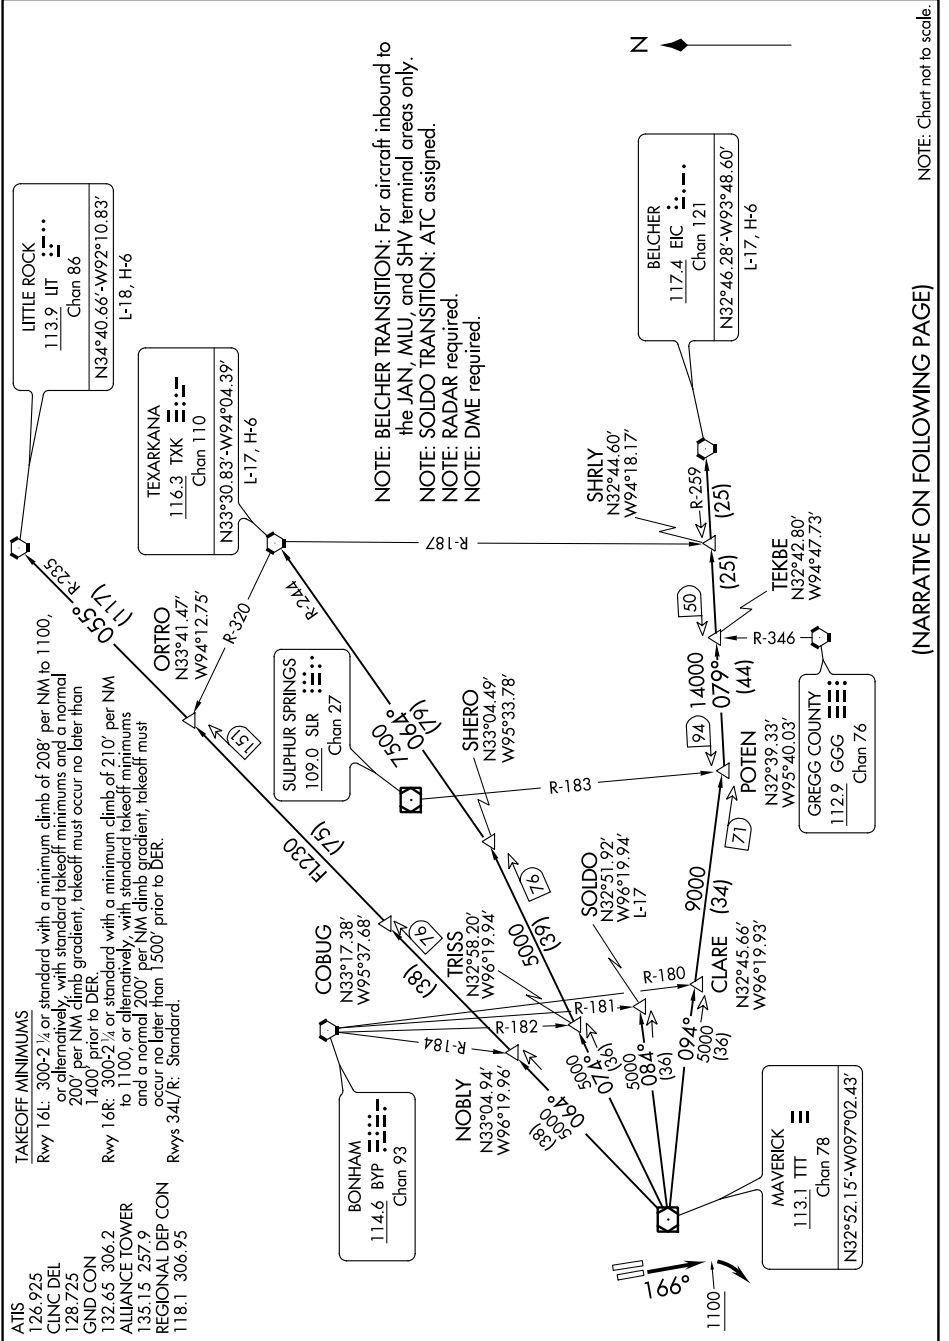 ATIS
126.925
CLNC DEL
128.725
GND CON
132.65 306.2
ALLIANCE TOWER
135.15 257.9
REGIONAL DEP CON
118.1 306.95
TAKEOFF MINIMUMS
Rwy 16L: 300-2¼ or standard with a minimum climb of 208' per NM to 1100,
or alternatively, with standard takeoff minimums and a normal
200' per NM climb gradient, takeoff must occur no later than
1400' prior to DER.
Rwy 16R: 300-2¼ or standard with a minimum climb of 210' per NM
to 1100, or alternatively, with standard takeoff minimums
and a normal 200' per NM climb gradient, takeoff must
occur no later than 1500' prior to DER.
Rwys 34L/R: Standard.
LITTLE ROCK
113.9 LIT
Chan 86
N34°40.66'-W92°10.83'
L-18, H-6
TEXARKANA
116.3 TXK
Chan 110
N33°30.83'-W94°04.39'
L-17, H-6
NOTE: BELCHER TRANSITION: For aircraft inbound to
the JAN, MLU, and SHV terminal areas only.
NOTE: SOLDO TRANSITION: ATC assigned.
NOTE: RADAR required.
NOTE: DME required.
N
R-235
055°
(117)
ORTRO
N33°41.47'
W94°12.75'
R-320
151
R-244
R-187
FL230
(75)
SULPHUR SPRINGS
109.0 SLR
Chan 27
7500
064°
(79)
SHERO
N33°04.49'
W95°33.78'
R-183
COBUG
N33°17.38'
W95°37.68'
76
(38)
TRISS
N32°58.20'
W96°19.94'
76
5000
(39)
SOLDO
N32°51.92'
W96°19.94'
L-17
BONHAM
114.6 BYP
Chan 93
R-184
R-182
R-181
R-180
NOBLY
N33°04.94'
W96°19.96'
5000
064°
(38)
5000
074°
(36)
5000
084°
(36)
094°
5000
(36)
CLARE
N32°45.66'
W96°19.93'
9000
(34)
71
POTEN
N32°39.33'
W95°40.03'
94
14000
079°
(44)
50
TEKBE
N32°42.80'
W94°47.73'
R-346
GREGG COUNTY
112.9 GGG
Chan 76
(25)
SHRLY
N32°44.60'
W94°18.17'
R-259
(25)
BELCHER
117.4 EIC
Chan 121
N32°46.28'-W93°48.60'
L-17, H-6
MAVERICK
113.1 TTT
Chan 78
N32°52.15'-W097°02.43'
166°
1100
(NARRATIVE ON FOLLOWING PAGE)
NOTE: Chart not to scale.